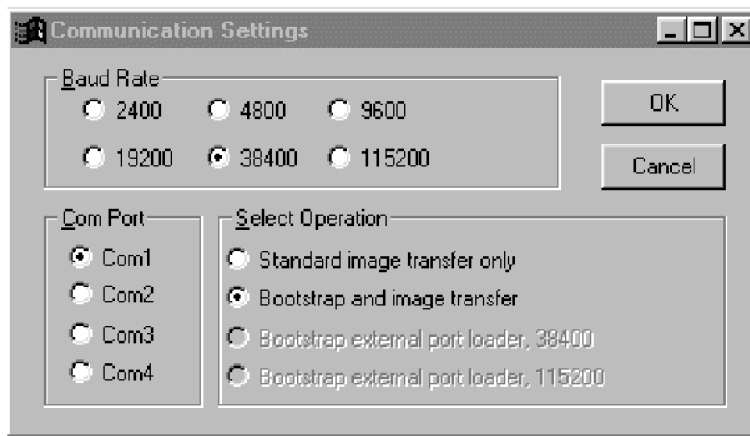 Communication Settings
Baud Rate
2400 4800 9600
19200 38400 115200
OK
Cancel
Com Port
Com1
Com2
Com3
Com4
Select Operation
Standard image transfer only
Bootstrap and image transfer
Bootstrap external port loader, 38400
Bootstrap external port loader, 115200